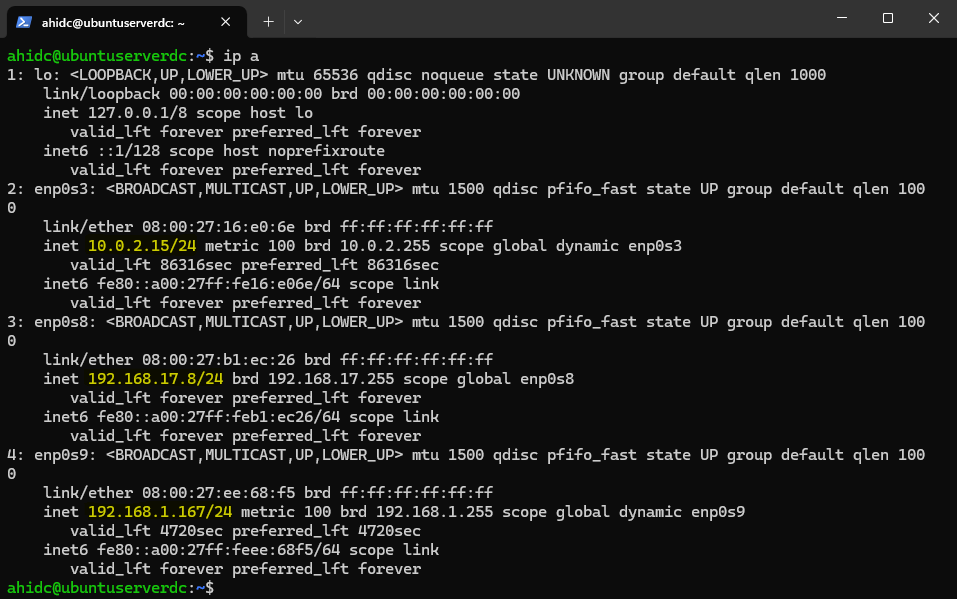 ahidc@ubuntuserverdc: ~
ahidc@ubuntuserverdc:~$ ip a
1: lo: <LOOPBACK,UP,LOWER_UP> mtu 65536 qdisc noqueue state UNKNOWN group default qlen 1000
    link/loopback 00:00:00:00:00:00 brd 00:00:00:00:00:00
    inet 127.0.0.1/8 scope host lo
       valid_lft forever preferred_lft forever
    inet6 ::1/128 scope host noprefixroute
       valid_lft forever preferred_lft forever
2: enp0s3: <BROADCAST,MULTICAST,UP,LOWER_UP> mtu 1500 qdisc pfifo_fast state UP group default qlen 100
0
    link/ether 08:00:27:16:e0:6e brd ff:ff:ff:ff:ff:ff
    inet 10.0.2.15/24 metric 100 brd 10.0.2.255 scope global dynamic enp0s3
       valid_lft 86316sec preferred_lft 86316sec
    inet6 fe80::a00:27ff:fe16:e06e/64 scope link
       valid_lft forever preferred_lft forever
3: enp0s8: <BROADCAST,MULTICAST,UP,LOWER_UP> mtu 1500 qdisc pfifo_fast state UP group default qlen 100
0
    link/ether 08:00:27:b1:ec:26 brd ff:ff:ff:ff:ff:ff
    inet 192.168.17.8/24 brd 192.168.17.255 scope global enp0s8
       valid_lft forever preferred_lft forever
    inet6 fe80::a00:27ff:feb1:ec26/64 scope link
       valid_lft forever preferred_lft forever
4: enp0s9: <BROADCAST,MULTICAST,UP,LOWER_UP> mtu 1500 qdisc pfifo_fast state UP group default qlen 100
0
    link/ether 08:00:27:ee:68:f5 brd ff:ff:ff:ff:ff:ff
    inet 192.168.1.167/24 metric 100 brd 192.168.1.255 scope global dynamic enp0s9
       valid_lft 4720sec preferred_lft 4720sec
    inet6 fe80::a00:27ff:feee:68f5/64 scope link
       valid_lft forever preferred_lft forever
ahidc@ubuntuserverdc:~$